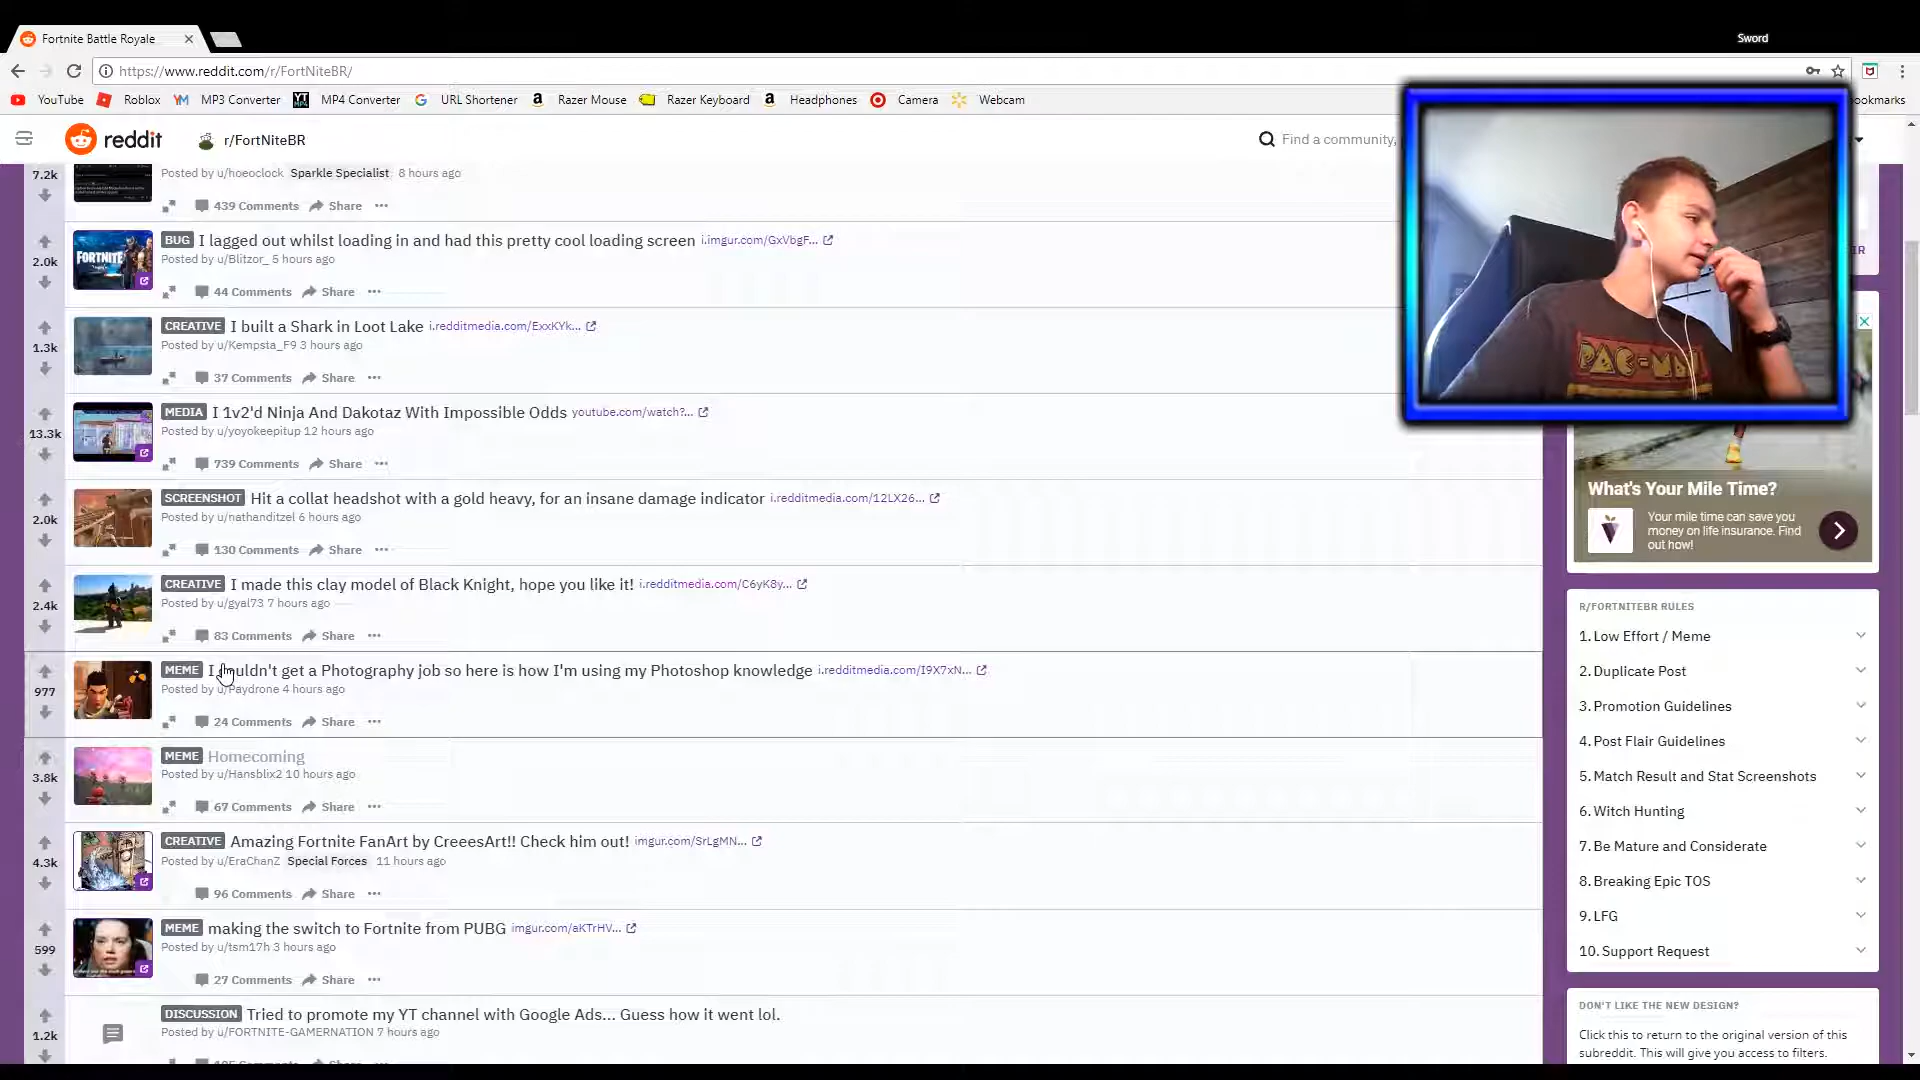 Fortnite Battle Royale
Sword
https://www.reddit.com/r/FortNiteBR/
YouTube Roblox MP3 Converter MP4 Converter URL Shortener Razer Mouse Razer Keyboard Headphones Camera Webcam
reddit r/FortNiteBR Find a community,
7.2k
Posted by u/hoeoclock Sparkle Specialist 8 hours ago
439 Comments Share
2.0k
BUG I lagged out whilst loading in and had this pretty cool loading screen i.imgur.com/GxVbgF...
FORTNITE
Posted by u/Blitzor_ 5 hours ago
44 Comments Share
1.3k
CREATIVE I built a Shark in Loot Lake i.redditmedia.com/ExxKYk...
Posted by u/Kempsta_F9 3 hours ago
37 Comments Share
13.3k
MEDIA I 1v2'd Ninja And Dakotaz With Impossible Odds youtube.com/watch?...
Posted by u/yoyokeepitup 12 hours ago
739 Comments Share
2.0k
SCREENSHOT Hit a collat headshot with a gold heavy, for an insane damage indicator i.redditmedia.com/12LX26...
Posted by u/nathanditzel 6 hours ago
130 Comments Share
2.4k
CREATIVE I made this clay model of Black Knight, hope you like it! i.redditmedia.com/C6yK8y...
Posted by u/gyal73 7 hours ago
83 Comments Share
977
MEME I couldn't get a Photography job so here is how I'm using my Photoshop knowledge i.redditmedia.com/I9X7xN...
Posted by u/Paydrone 4 hours ago
24 Comments Share
3.8k
MEME Homecoming
Posted by u/Hansblix2 10 hours ago
67 Comments Share
4.3k
CREATIVE Amazing Fortnite FanArt by CreeesArt!! Check him out! imgur.com/SrLgMN...
Posted by u/EraChanZ Special Forces 11 hours ago
96 Comments Share
599
MEME making the switch to Fortnite from PUBG imgur.com/aKTrHV...
Posted by u/tsm17h 3 hours ago
27 Comments Share
1.2k
DISCUSSION Tried to promote my YT channel with Google Ads... Guess how it went lol.
Posted by u/FORTNITE-GAMERNATION 7 hours ago
PAC-MAN
What's Your Mile Time?
Your mile time can save you
money on life insurance. Find
out how!
R/FORTNITEBR RULES
1. Low Effort / Meme
2. Duplicate Post
3. Promotion Guidelines
4. Post Flair Guidelines
5. Match Result and Stat Screenshots
6. Witch Hunting
7. Be Mature and Considerate
8. Breaking Epic TOS
9. LFG
10. Support Request
DON'T LIKE THE NEW DESIGN?
Click this to return to the original version of this
subreddit. This will give you access to filters.